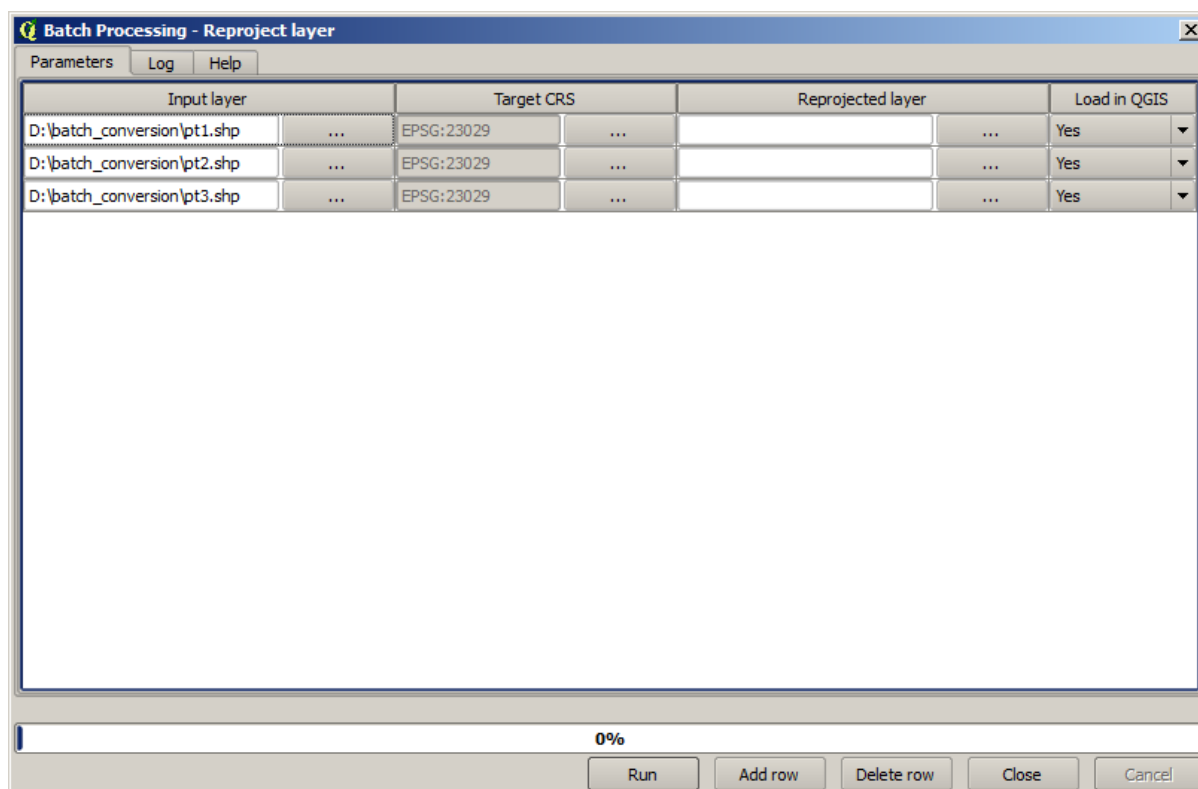 Batch Processing - Reproject layer
Parameters Log Help
Input layer Target CRS Reprojected layer Load in QGIS
D:\batch_conversion\pt1.shp ... EPSG:23029 ... ... Yes
D:\batch_conversion\pt2.shp ... EPSG:23029 ... ... Yes
D:\batch_conversion\pt3.shp ... EPSG:23029 ... ... Yes
0%
Run Add row Delete row Close Cancel